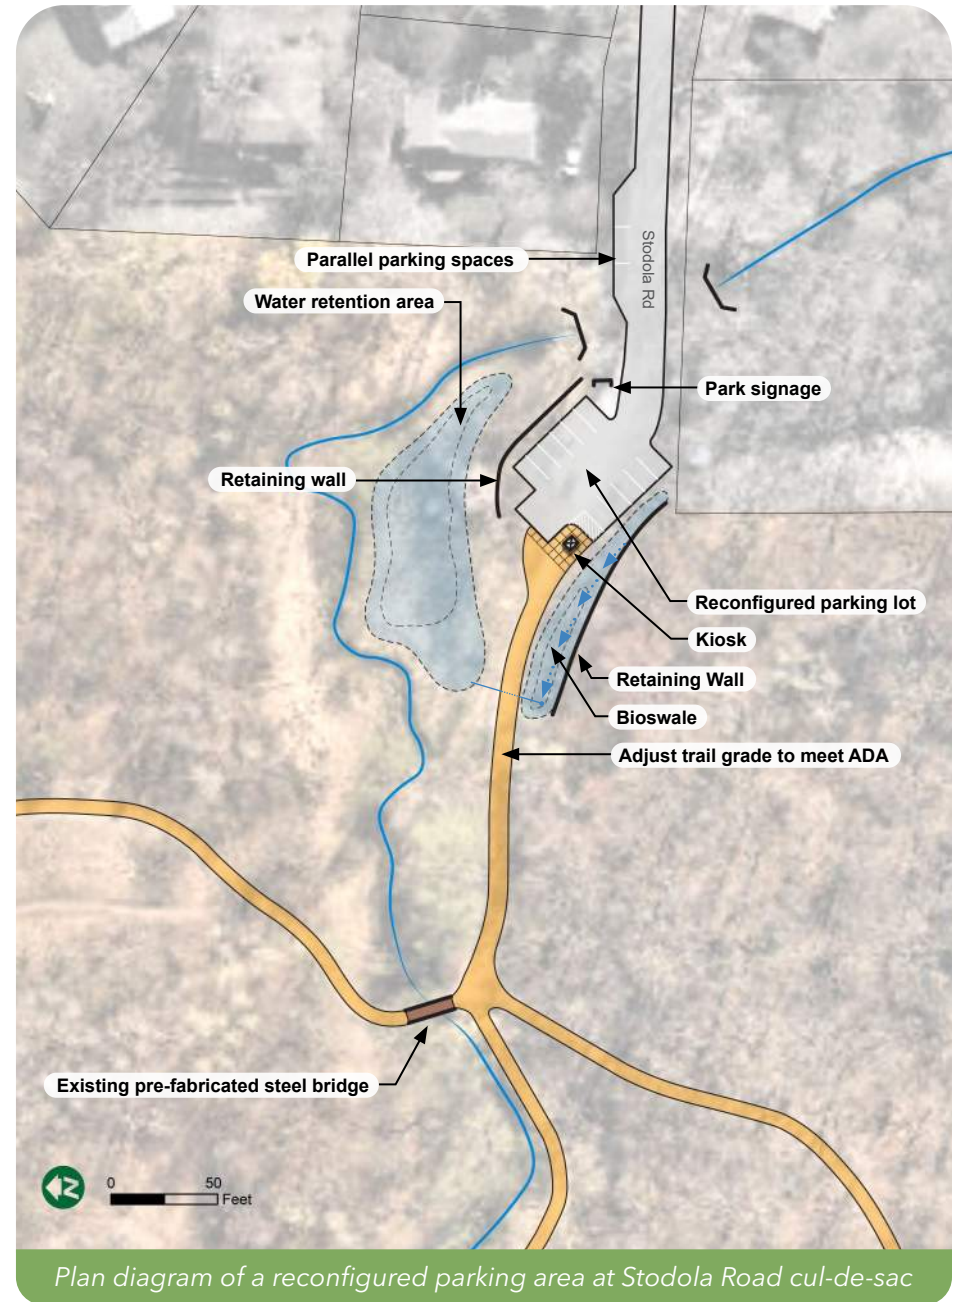 Parallel parking spaces
Stodola Rd
Water retention area
Park signage
Retaining wall
Reconfigured parking lot
Kiosk
Retaining Wall
Bioswale
Adjust trail grade to meet ADA
Existing pre-fabricated steel bridge
N
0 50
Feet
Plan diagram of a reconfigured parking area at Stodola Road cul-de-sac